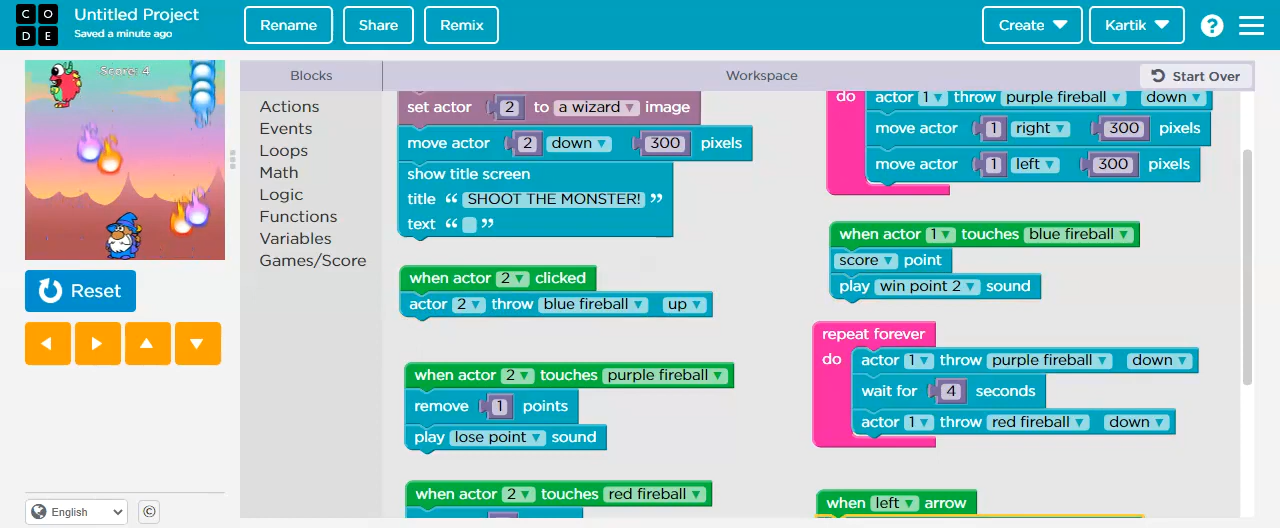 CODE
Untitled Project
Saved a minute ago
Rename
Share
Remix
Create
Kartik
?
Score: 4
Reset
English
©
Blocks
Workspace
Start Over
Actions
Events
Loops
Math
Logic
Functions
Variables
Games/Score
set actor 2 to a wizard image
move actor 2 down 300 pixels
show title screen
title “ SHOOT THE MONSTER! ”
text “ ”
when actor 2 clicked
actor 2 throw blue fireball up
when actor 2 touches purple fireball
remove 1 points
play lose point sound
when actor 2 touches red fireball
do actor 1 throw purple fireball down
move actor 1 right 300 pixels
move actor 1 left 300 pixels
when actor 1 touches blue fireball
score point
play win point 2 sound
repeat forever
do actor 1 throw purple fireball down
wait for 4 seconds
actor 1 throw red fireball down
when left arrow